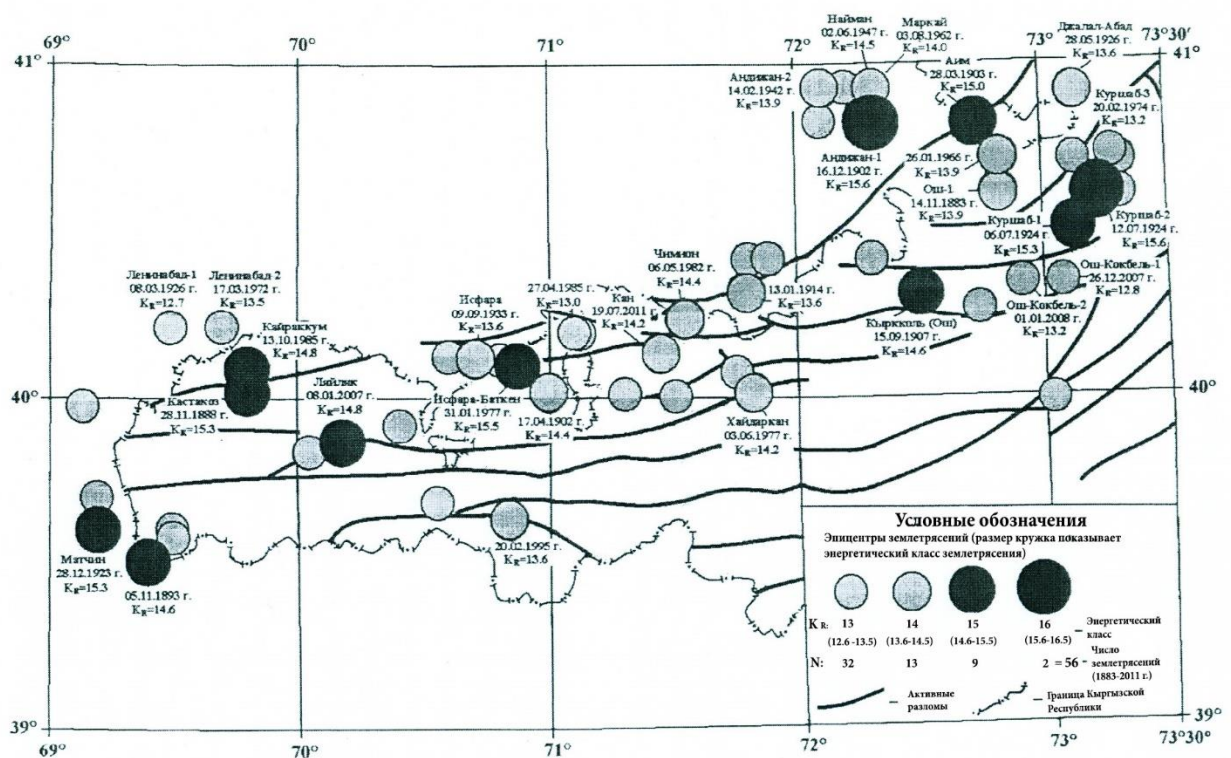 69°
70°
71°
72°
73°
73°30'
41°
41°
Найман
02.06.1947 г.
K_R=14.5
Маркай
03.08.1962 г.
K_R=14.0
Джалал-Абад
28.05.1926 г.
K_R=13.6
Андижан-2
14.02.1942 г.
K_R=13.9
Аим
28.03.1903 г.
K_R=15.0
Куршаб-3
20.02.1974 г.
K_R=13.2
Андижан-1
16.12.1902 г.
K_R=15.6
26.01.1966 г.
K_R=13.9
Ош-1
14.11.1883 г.
K_R=13.9
Куршаб-1
06.07.1924 г.
K_R=15.3
Куршаб-2
12.07.1924 г.
K_R=15.6
Ленинабад-1
08.03.1926 г.
K_R=12.7
Ленинабад-2
17.03.1972 г.
K_R=13.5
Кайраккум
13.10.1985 г.
K_R=14.8
Исфара
09.09.1933 г.
K_R=13.6
27.04.1985 г.
K_R=13.0
Кан
19.07.2011 г.
K_R=14.2
Чимион
06.05.1982 г.
K_R=14.4
13.01.1914 г.
K_R=13.6
Кыркколь (Ош)
15.09.1907 г.
K_R=14.6
Ош-Кокбель-1
26.12.2007 г.
K_R=12.8
Ош-Кокбель-2
01.01.2008 г.
K_R=13.2
40°
40°
Кастакоз
28.11.1888 г.
K_R=15.3
Ляйляк
08.01.2007 г.
K_R=14.8
Исфара-Баткен
31.01.1977 г.
K_R=15.5
17.04.1902 г.
K_R=14.4
Хайдаркан
03.06.1977 г.
K_R=14.2
Матчин
28.12.1923 г.
K_R=15.3
05.11.1893 г.
K_R=14.6
20.02.1995 г.
K_R=13.6
Условные обозначения
Эпицентры землетрясений (размер кружка показывает
энергетический класс землетрясения)
K R: 13 14 15 16 — Энергетический
класс
(12.6 -13.5) (13.6-14.5) (14.6-15.5) (15.6-16.5)
N: 32 13 9 2 = 56 - Число
землетрясений
(1883-2011 г.)
— Активные
разломы
— Граница Кыргызской
Республики
39°
39°
69°
70°
71°
72°
73°
73°30'